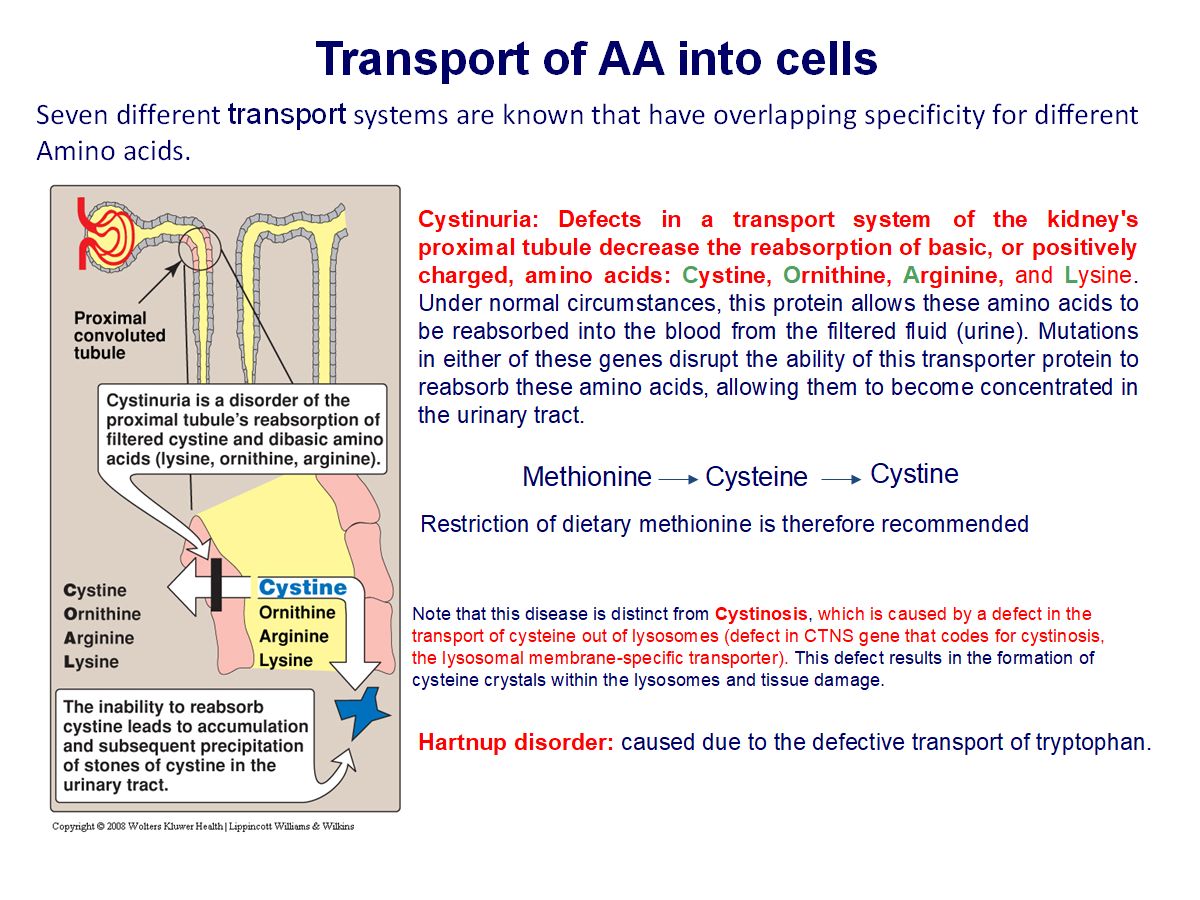 Transport of AA into cells
Seven different transport systems are known that have overlapping specificity for different
Amino acids.
Proximal
convoluted
tubule
Cystinuria is a disorder of the
proximal tubule's reabsorption of
filtered cystine and dibasic amino
acids (lysine, ornithine, arginine).
Cystine
Ornithine
Arginine
Lysine
Cystine
Ornithine
Arginine
Lysine
The inability to reabsorb
cystine leads to accumulation
and subsequent precipitation
of stones of cystine in the
urinary tract.
Copyright © 2008 Wolters Kluwer Health | Lippincott Williams & Wilkins
Cystinuria: Defects in a transport system of the kidney's
proximal tubule decrease the reabsorption of basic, or positively
charged, amino acids: Cystine, Ornithine, Arginine, and Lysine.
Under normal circumstances, this protein allows these amino acids to
be reabsorbed into the blood from the filtered fluid (urine). Mutations
in either of these genes disrupt the ability of this transporter protein to
reabsorb these amino acids, allowing them to become concentrated in
the urinary tract.
Methionine Cysteine Cystine
Restriction of dietary methionine is therefore recommended
Note that this disease is distinct from Cystinosis, which is caused by a defect in the
transport of cysteine out of lysosomes (defect in CTNS gene that codes for cystinosis,
the lysosomal membrane-specific transporter). This defect results in the formation of
cysteine crystals within the lysosomes and tissue damage.
Hartnup disorder: caused due to the defective transport of tryptophan.